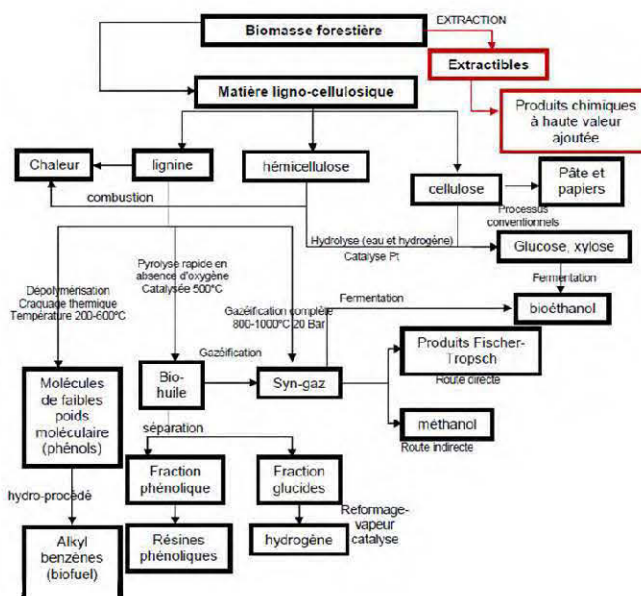 Biomasse forestière
EXTRACTION
Extractibles
Matière ligno-cellulosique
Produits chimiques
à haute valeur
ajoutée
Chaleur
lignine
hémicellulose
cellulose
Pâte et
papiers
combustion
Processus
conventionnels
Hydrolyse (eau et hydrogène)
Catalyse Pt
Glucose, xylose
Dépolymérisation
Craquage thermique
Température 200-600°C
Pyrolyse rapide en
absence d'oxygène
Catalysée 500°C
Gazéification complète
800-1000°C 20 Bar
Fermentation
Fermentation
bioéthanol
Gazéification
Produits Fischer-
Tropsch
Route directe
Molécules
de faibles
poids
moléculaire
(phénols)
Bio-
huile
Syn-gaz
méthanol
Route indirecte
séparation
Fraction
phénolique
Fraction
glucides
hydro-procédé
Reformage-
vapeur
catalyse
Alkyl
benzènes
(biofuel)
Résines
phénoliques
hydrogène